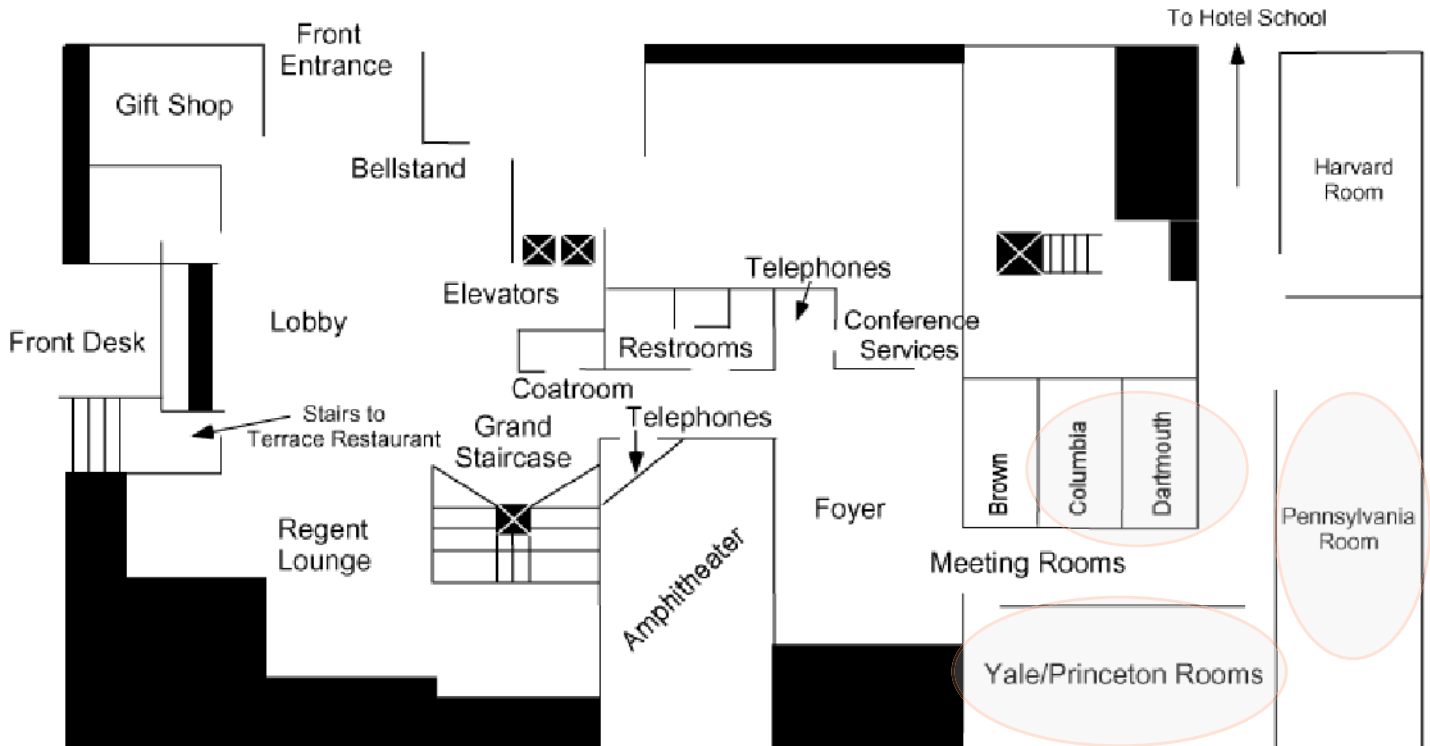 To Hotel School
Front
Entrance
Gift Shop
Bellstand
Harvard
Room
Telephones
Elevators
Lobby
Conference
Services
Front Desk
Restrooms
Coatroom
Stairs to
Terrace Restaurant
Telephones
Grand
Staircase
Brown
Columbia
Dartmouth
Foyer
Pennsylvania
Room
Regent
Lounge
Meeting Rooms
Amphitheater
Yale/Princeton Rooms